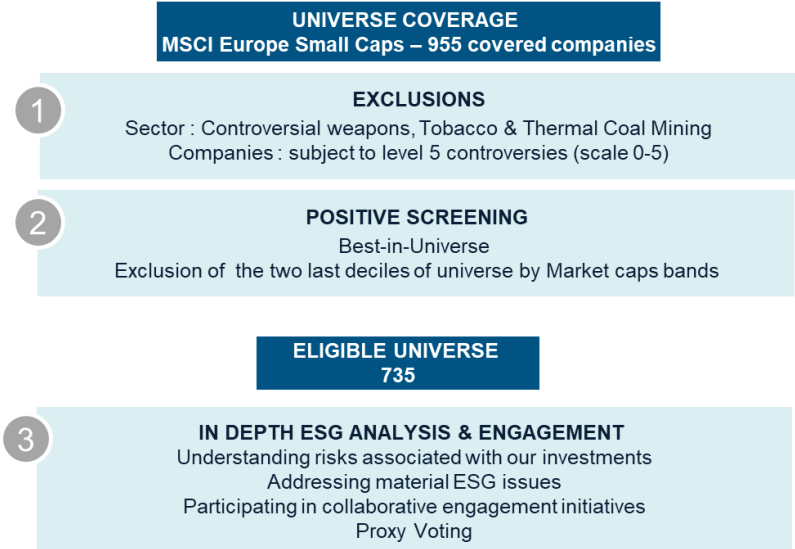 UNIVERSE COVERAGE
MSCI Europe Small Caps – 955 covered companies
1
EXCLUSIONS
Sector : Controversial weapons, Tobacco & Thermal Coal Mining
Companies : subject to level 5 controversies (scale 0-5)
2
POSITIVE SCREENING
Best-in-Universe
Exclusion of the two last deciles of universe by Market caps bands
ELIGIBLE UNIVERSE
735
3
IN DEPTH ESG ANALYSIS & ENGAGEMENT
Understanding risks associated with our investments
Addressing material ESG issues
Participating in collaborative engagement initiatives
Proxy Voting